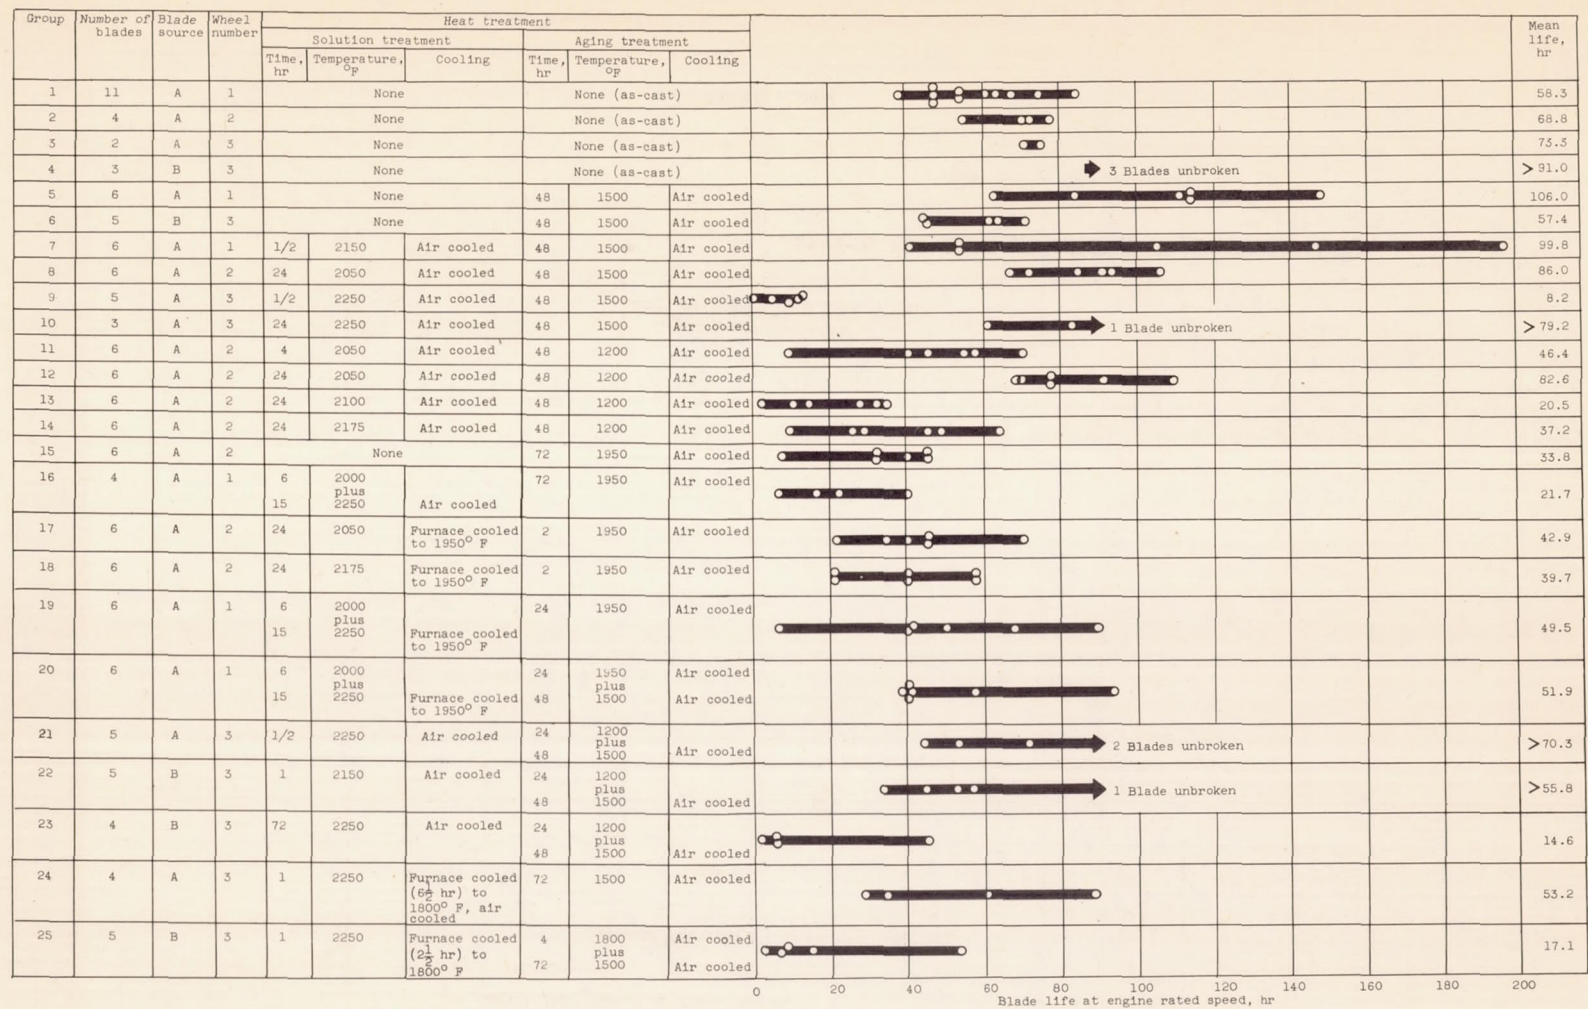 Group Number of blades Blade source Wheel number Heat treatment Mean life, hr
Solution treatment Aging treatment
Time, hr Temperature, °F Cooling Time, hr Temperature, °F Cooling
1 11 A 1 None None (as-cast) 58.3
2 4 A 2 None None (as-cast) 68.8
3 2 A 3 None None (as-cast) 73.3
4 3 B 3 None None (as-cast) 3 Blades unbroken >91.0
5 6 A 1 None 48 1500 Air cooled 106.0
6 5 B 3 None 48 1500 Air cooled 57.4
7 6 A 1 1/2 2150 Air cooled 48 1500 Air cooled 99.8
8 6 A 2 24 2050 Air cooled 48 1500 Air cooled 86.0
9 5 A 3 1/2 2250 Air cooled 48 1500 Air cooled 8.2
10 3 A 3 24 2250 Air cooled 48 1500 Air cooled 1 Blade unbroken >79.2
11 6 A 2 4 2050 Air cooled 48 1200 Air cooled 46.4
12 6 A 2 24 2050 Air cooled 48 1200 Air cooled 82.6
13 6 A 2 24 2100 Air cooled 48 1200 Air cooled 20.5
14 6 A 2 24 2175 Air cooled 48 1200 Air cooled 37.2
15 6 A 2 None 72 1950 Air cooled 33.8
16 4 A 1 6 2000 72 1950 Air cooled 21.7
plus
15 2250 Air cooled
17 6 A 2 24 2050 Furnace cooled 2 1950 Air cooled 42.9
to 1950° F
18 6 A 2 24 2175 Furnace cooled 2 1950 Air cooled 39.7
to 1950° F
19 6 A 1 6 2000 24 1950 Air cooled 49.5
plus
15 2250 Furnace cooled
to 1950° F
20 6 A 1 6 2000 24 1950 Air cooled 51.9
plus plus
15 2250 Furnace cooled 48 1500 Air cooled
to 1950° F
21 5 A 3 1/2 2250 Air cooled 24 1200 2 Blades unbroken >70.3
plus
48 1500 Air cooled
22 5 B 3 1 2150 Air cooled 24 1200 1 Blade unbroken >55.8
plus
48 1500 Air cooled
23 4 B 3 72 2250 Air cooled 24 1200 14.6
plus
48 1500 Air cooled
24 4 A 3 1 2250 Furnace cooled 72 1500 Air cooled 53.2
(6½ hr) to
1800° F, air
cooled
25 5 B 3 1 2250 Furnace cooled 4 1800 Air cooled 17.1
(2½ hr) to plus
1800° F 72 1500 Air cooled
0 20 40 60 80 100 120 140 160 180 200
Blade life at engine rated speed, hr